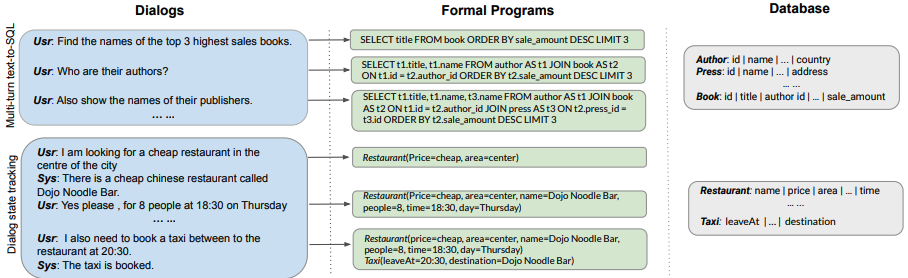 Dialogs
Formal Programs
Database
Multi-turn text-to-SQL
Usr: Find the names of the top 3 highest sales books.
Usr: Who are their authors?
Usr: Also show the names of their publishers.
... ...
SELECT title FROM book ORDER BY sale_amount DESC LIMIT 3
SELECT t1.title, t1.name FROM author AS t1 JOIN book AS t2
ON t1.id = t2.author_id ORDER BY t2.sale_amount DESC LIMIT 3
SELECT t1.title, t1.name, t3.name FROM author AS t1 JOIN book
AS t2 ON t1.id = t2.author_id JOIN press AS t3 ON t2.press_id =
t3.id ORDER BY t2.sale_amount DESC LIMIT 3
Author: id | name | ... | country
Press: id | name | ... | address
... ...
Book: id | title | author id | ... | sale_amount
Dialog state tracking
Usr: I am looking for a cheap restaurant in the
centre of the city
Sys: There is a cheap chinese restaurant called
Dojo Noodle Bar.
Usr: Yes please , for 8 people at 18:30 on Thursday
... ...
Usr: I also need to book a taxi between to the
restaurant at 20:30.
Sys: The taxi is booked.
Restaurant(Price=cheap, area=center)
Restaurant(Price=cheap, area=center, name=Dojo Noodle Bar,
people=8, time=18:30, day=Thursday)
Restaurant(price=cheap, area=center, name=Dojo Noodle Bar,
people=8, time=18:30, day=Thursday)
Taxi(leaveAt=20:30, destination=Dojo Noodle Bar)
Restaurant: name | price | area | ... | time
... ...
Taxi: leaveAt | ... | destination